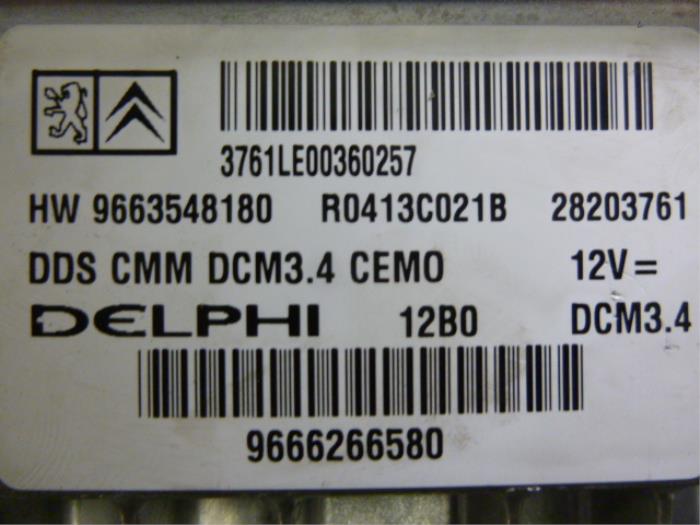 3761LE00360257
HW 9663548180 R0413C021B 28203761
DDS CMM DCM3.4 CEMO 12V =
DELPHI 12B0 DCM3.4
9666266580